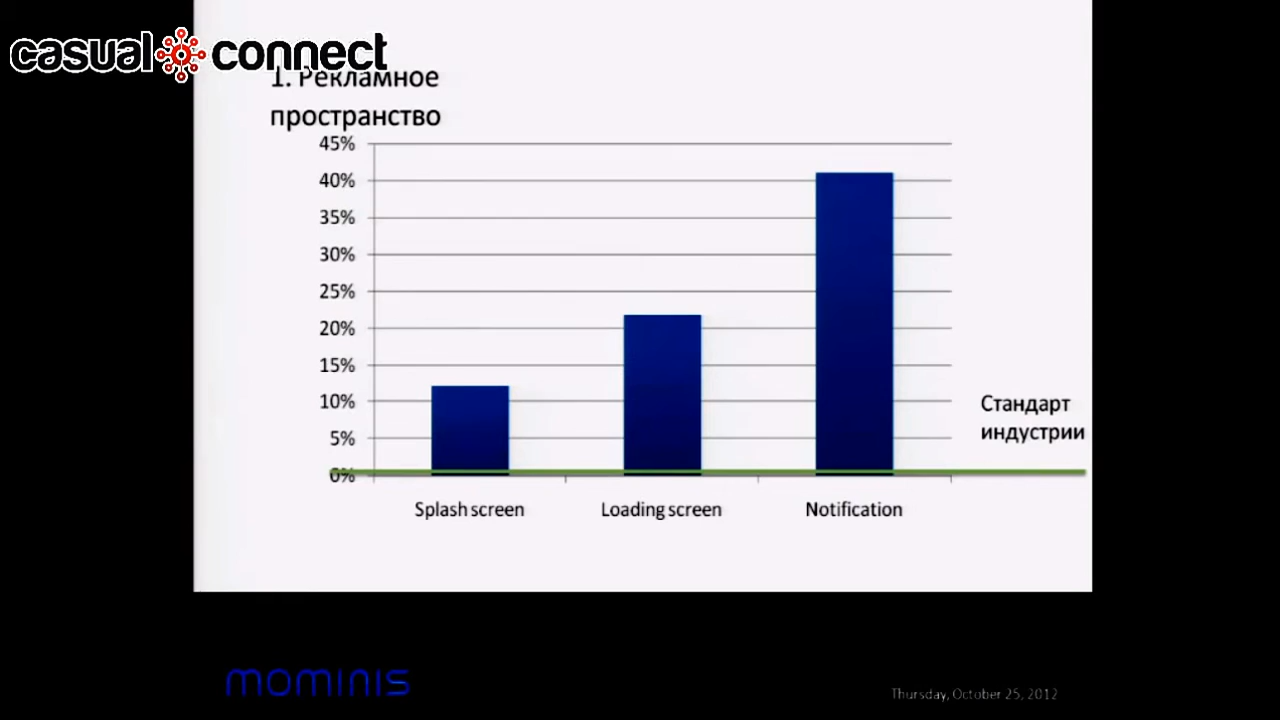 casual connect
1. Рекламное
пространство
45%
40%
35%
30%
25%
20%
15%
10%
5%
0%
Стандарт
индустрии
Splash screen
Loading screen
Notification
mominis
Thursday, October 25, 2012